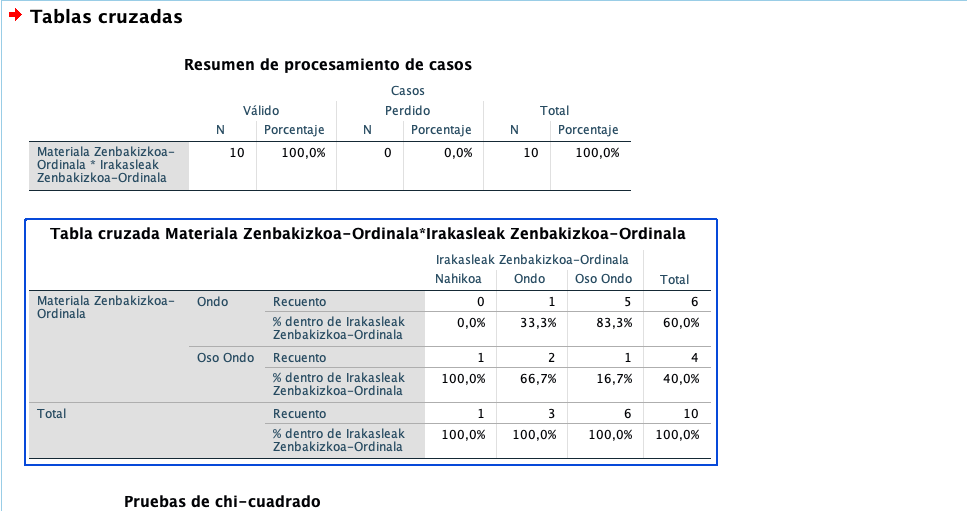 Tablas cruzadas
Resumen de procesamiento de casos
Casos
Válido Perdido Total
N Porcentaje N Porcentaje N Porcentaje
Materiala Zenbakizkoa-
Ordinala * Irakasleak
Zenbakizkoa-Ordinala
10 100,0% 0 0,0% 10 100,0%
Tabla cruzada Materiala Zenbakizkoa-Ordinala*Irakasleak Zenbakizkoa-Ordinala
Irakasleak Zenbakizkoa-Ordinala
Nahikoa Ondo Oso Ondo Total
Materiala Zenbakizkoa-
Ordinala
Ondo Recuento 0 1 5 6
% dentro de Irakasleak
Zenbakizkoa-Ordinala
0,0% 33,3% 83,3% 60,0%
Oso Ondo Recuento 1 2 1 4
% dentro de Irakasleak
Zenbakizkoa-Ordinala
100,0% 66,7% 16,7% 40,0%
Total Recuento 1 3 6 10
% dentro de Irakasleak
Zenbakizkoa-Ordinala
100,0% 100,0% 100,0% 100,0%
Pruebas de chi-cuadrado